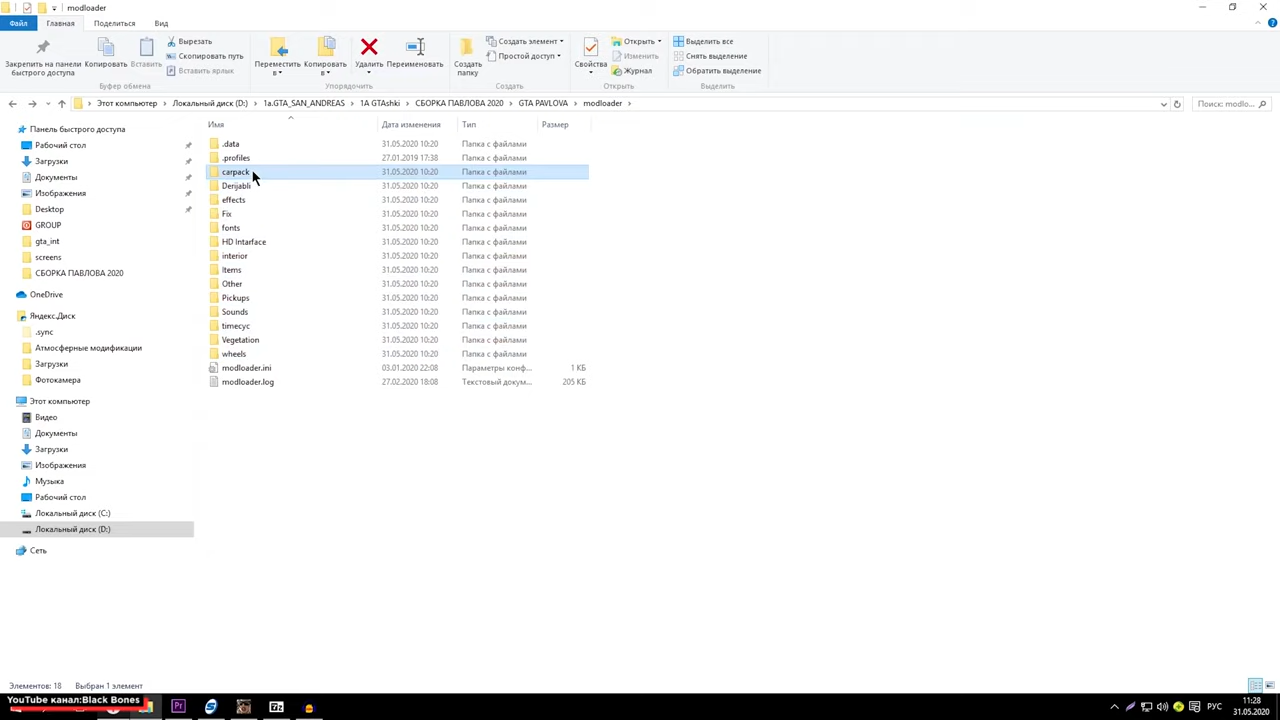 modloader
Файл
Главная
Поделиться
Вид
Закрепить на панели
быстрого доступа
Копировать
Вставить
Вырезать
Скопировать путь
Вставить ярлык
Буфер обмена
Переместить
в
Копировать
в
Удалить
Переименовать
Упорядочить
Создать
папку
Создать элемент
Простой доступ
Создать
Свойства
Открыть
Изменить
Журнал
Открыть
Выделить все
Снять выделение
Обратить выделение
Выделить
Этот компьютер
Локальный диск (D:)
1a.GTA_SAN_ANDREAS
1A GTAshki
СБОРКА ПАВЛОВА 2020
GTA PAVLOVA
modloader
Поиск: modlo...
Панель быстрого доступа
Рабочий стол
Загрузки
Документы
Изображения
Desktop
GROUP
gta_int
screens
СБОРКА ПАВЛОВА 2020
OneDrive
Яндекс.Диск
.sync
Атмосферные модификации
Загрузки
Фотокамера
Этот компьютер
Видео
Документы
Загрузки
Изображения
Музыка
Рабочий стол
Локальный диск (C:)
Локальный диск (D:)
Сеть
Имя Дата изменения Тип Размер
.data 31.05.2020 10:20 Папка с файлами
.profiles 27.01.2019 17:38 Папка с файлами
carpack 31.05.2020 10:20 Папка с файлами
Derijabli 31.05.2020 10:20 Папка с файлами
effects 31.05.2020 10:20 Папка с файлами
Fix 31.05.2020 10:20 Папка с файлами
fonts 31.05.2020 10:20 Папка с файлами
HD Intarface 31.05.2020 10:20 Папка с файлами
interior 31.05.2020 10:20 Папка с файлами
Items 31.05.2020 10:20 Папка с файлами
Other 31.05.2020 10:20 Папка с файлами
Pickups 31.05.2020 10:20 Папка с файлами
Sounds 31.05.2020 10:20 Папка с файлами
timecyc 31.05.2020 10:20 Папка с файлами
Vegetation 31.05.2020 10:20 Папка с файлами
wheels 31.05.2020 10:20 Папка с файлами
modloader.ini 03.01.2020 22:08 Параметры конф... 1 КБ
modloader.log 27.02.2020 18:08 Текстовый докум... 205 КБ
Элементов: 18 Выбран 1 элемент
YouTube канал:Black Bones
Pr
РУС
11:28
31.05.2020